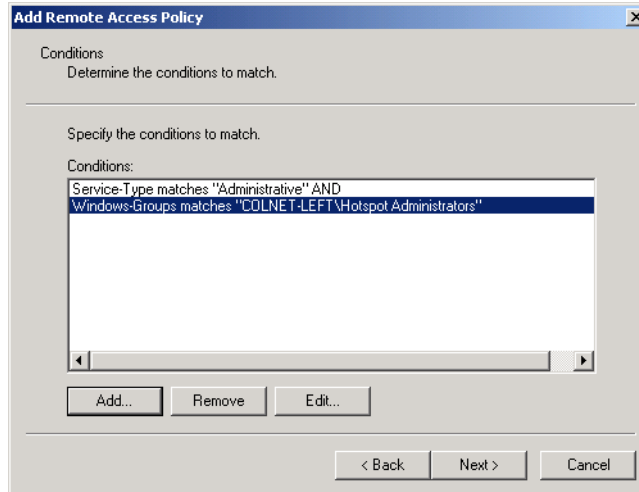 Add Remote Access Policy
Conditions
Determine the conditions to match.
Specify the conditions to match.
Conditions:
Service-Type matches "Administrative" AND
Windows-Groups matches "COLNET-LEFT\Hotspot Administrators"
Add... Remove Edit...
< Back Next > Cancel